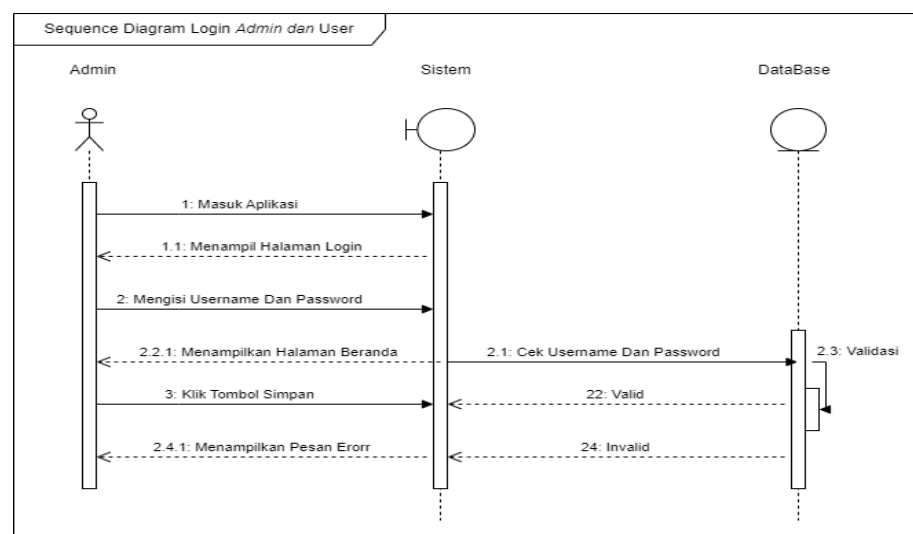 Sequence Diagram Login Admin dan User
Admin
Sistem
DataBase
1: Masuk Aplikasi
1.1: Menampil Halaman Login
2: Mengisi Username Dan Password
2.2.1: Menampilkan Halaman Beranda
2.1: Cek Username Dan Password
2.3: Validasi
3: Klik Tombol Simpan
22: Valid
2.4.1: Menampilkan Pesan Erorr
24: Invalid